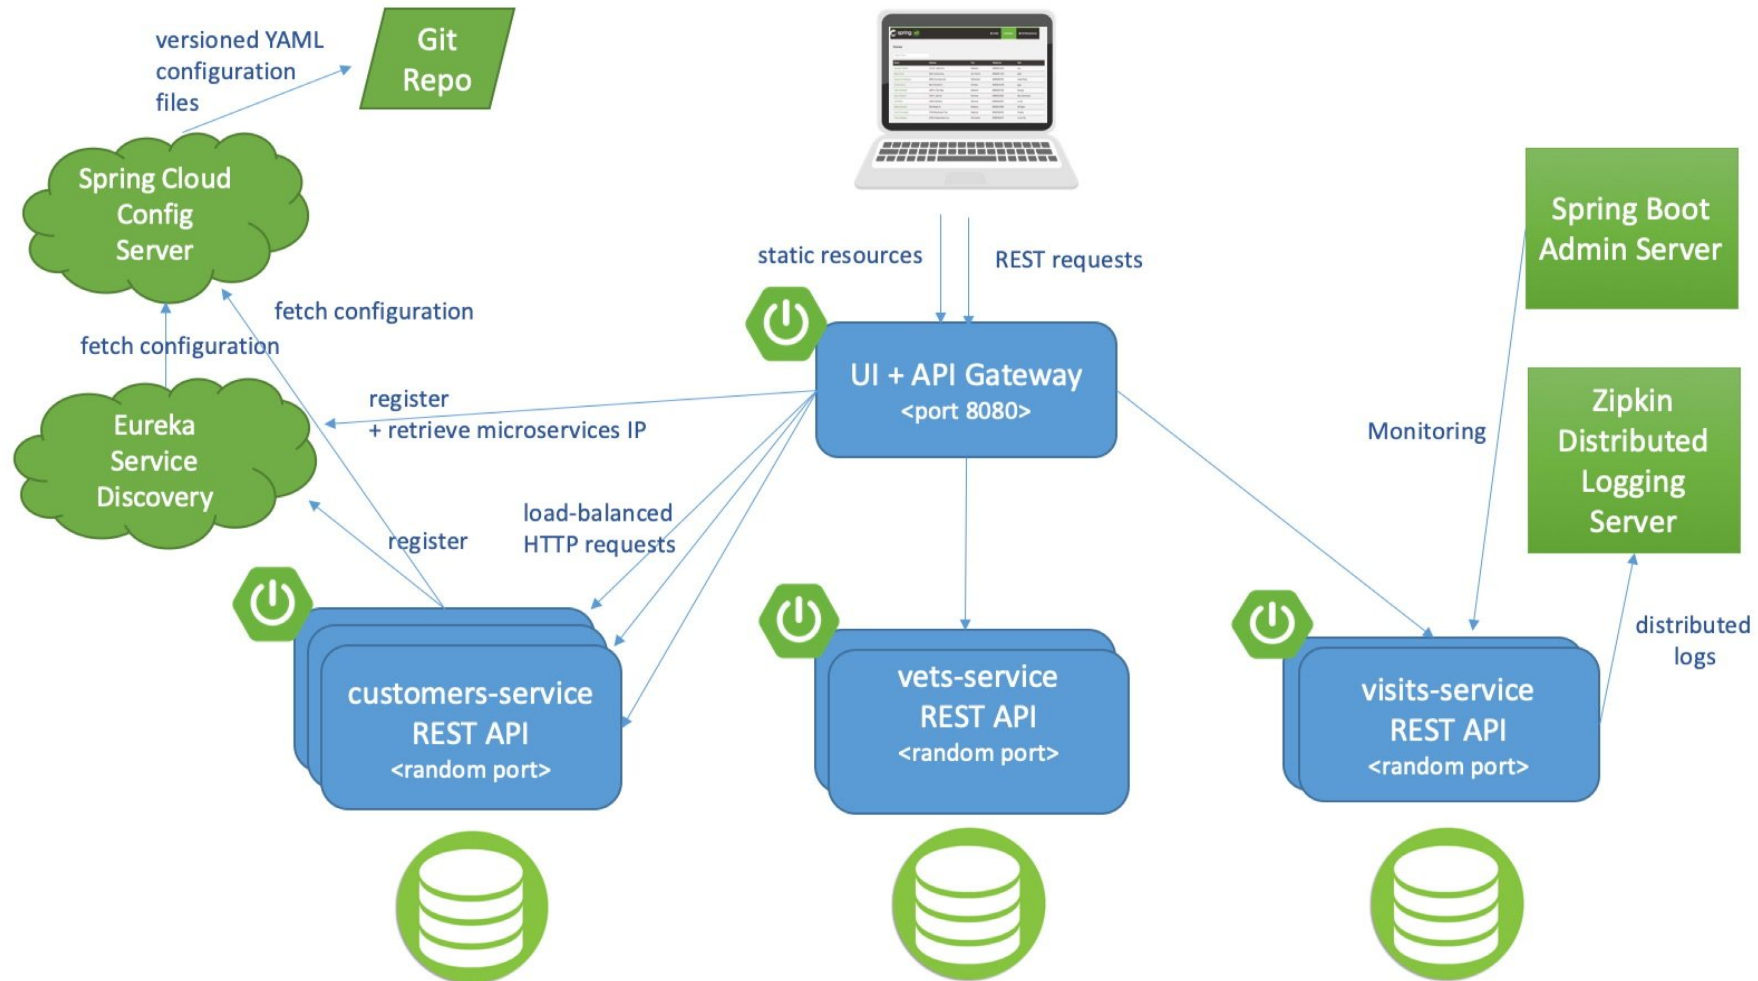 versioned YAML
configuration
files
Git
Repo
spring
Spring Cloud
Config
Server
Spring Boot
Admin Server
static resources
REST requests
fetch configuration
fetch configuration
UI + API Gateway
<port 8080>
register
+ retrieve microservices IP
Eureka
Service
Discovery
Monitoring
Zipkin
Distributed
Logging
Server
load-balanced
HTTP requests
register
distributed
logs
customers-service
REST API
<random port>
vets-service
REST API
<random port>
visits-service
REST API
<random port>